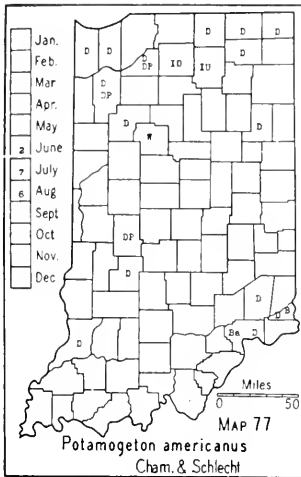 Jan.
Feb.
Mar
Apr.
May
2 June
7 July
6 Aug
Sept
Oct
Nov.
Dec
D D D D D D
D DP ID IU D
D DP
D D
W
DP
D
D
D B
Ba D
D
Miles
0 50
MAP 77
Potamogeton americanus
Cham. & Schlecht